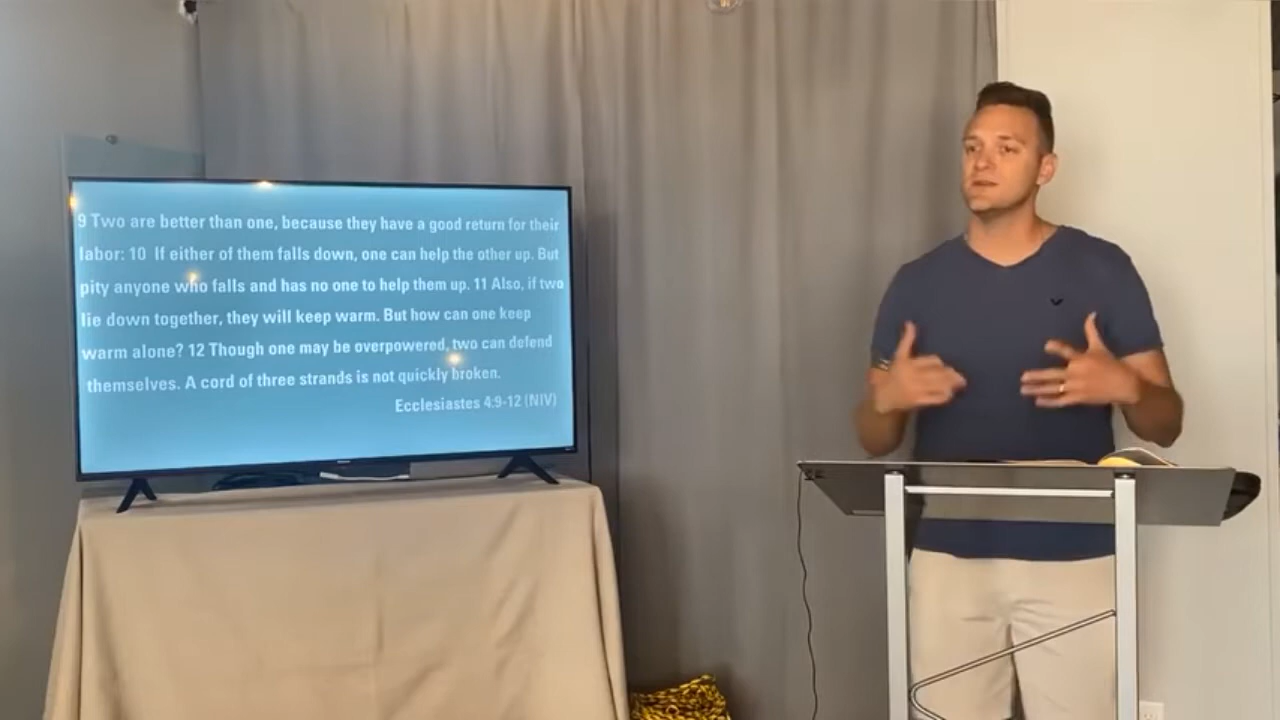 9 Two are better than one, because they have a good return for their
labor: 10 If either of them falls down, one can help the other up. But
pity anyone who falls and has no one to help them up. 11 Also, if two
lie down together, they will keep warm. But how can one keep
warm alone? 12 Though one may be overpowered, two can defend
themselves. A cord of three strands is not quickly broken.
Ecclesiastes 4:9-12 (NIV)